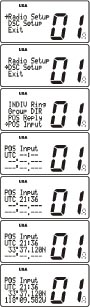 USA
▸Radio Setup
DSC Setup
Exit
01
USA
Radio Setup
▸DSC Setup
Exit
01
USA
INDIV Ring
Group DIR
POS Reply
▸POS Input
01
USA
POS Input
UTC --:--
--°--.---
01
USA
POS Input
UTC 21:36
--°--.---
01
USA
POS Input
UTC 21:36
33°37.120N
01
USA
POS Input
UTC 21:36
33°37.120N
118°09.582W
01